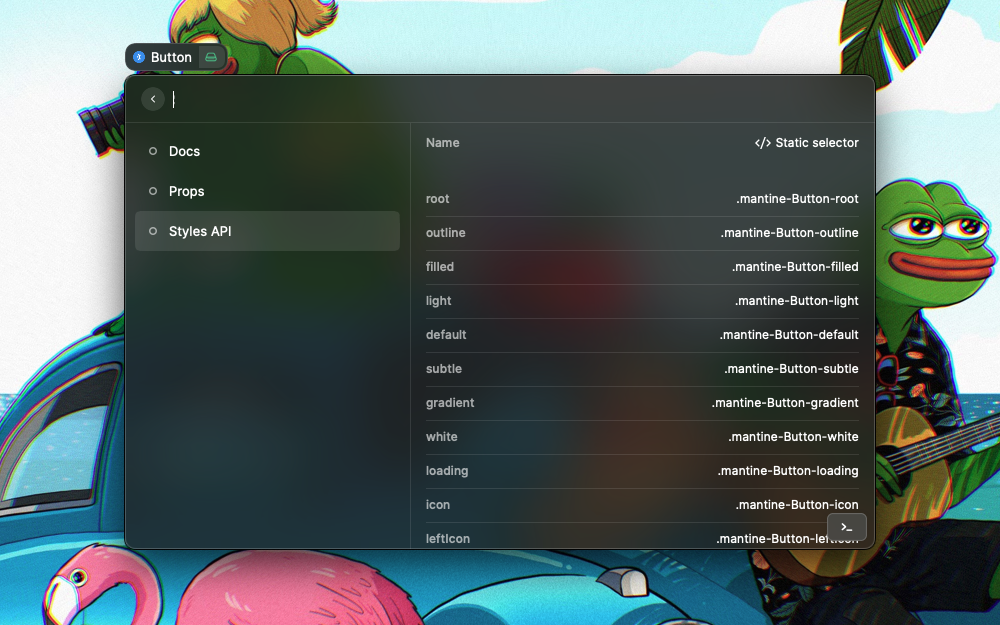 Button
Docs
Props
Styles API
Name </> Static selector
root .mantine-Button-root
outline .mantine-Button-outline
filled .mantine-Button-filled
light .mantine-Button-light
default .mantine-Button-default
subtle .mantine-Button-subtle
gradient .mantine-Button-gradient
white .mantine-Button-white
loading .mantine-Button-loading
icon .mantine-Button-icon
leftIcon .mantine-Button-leftIcon